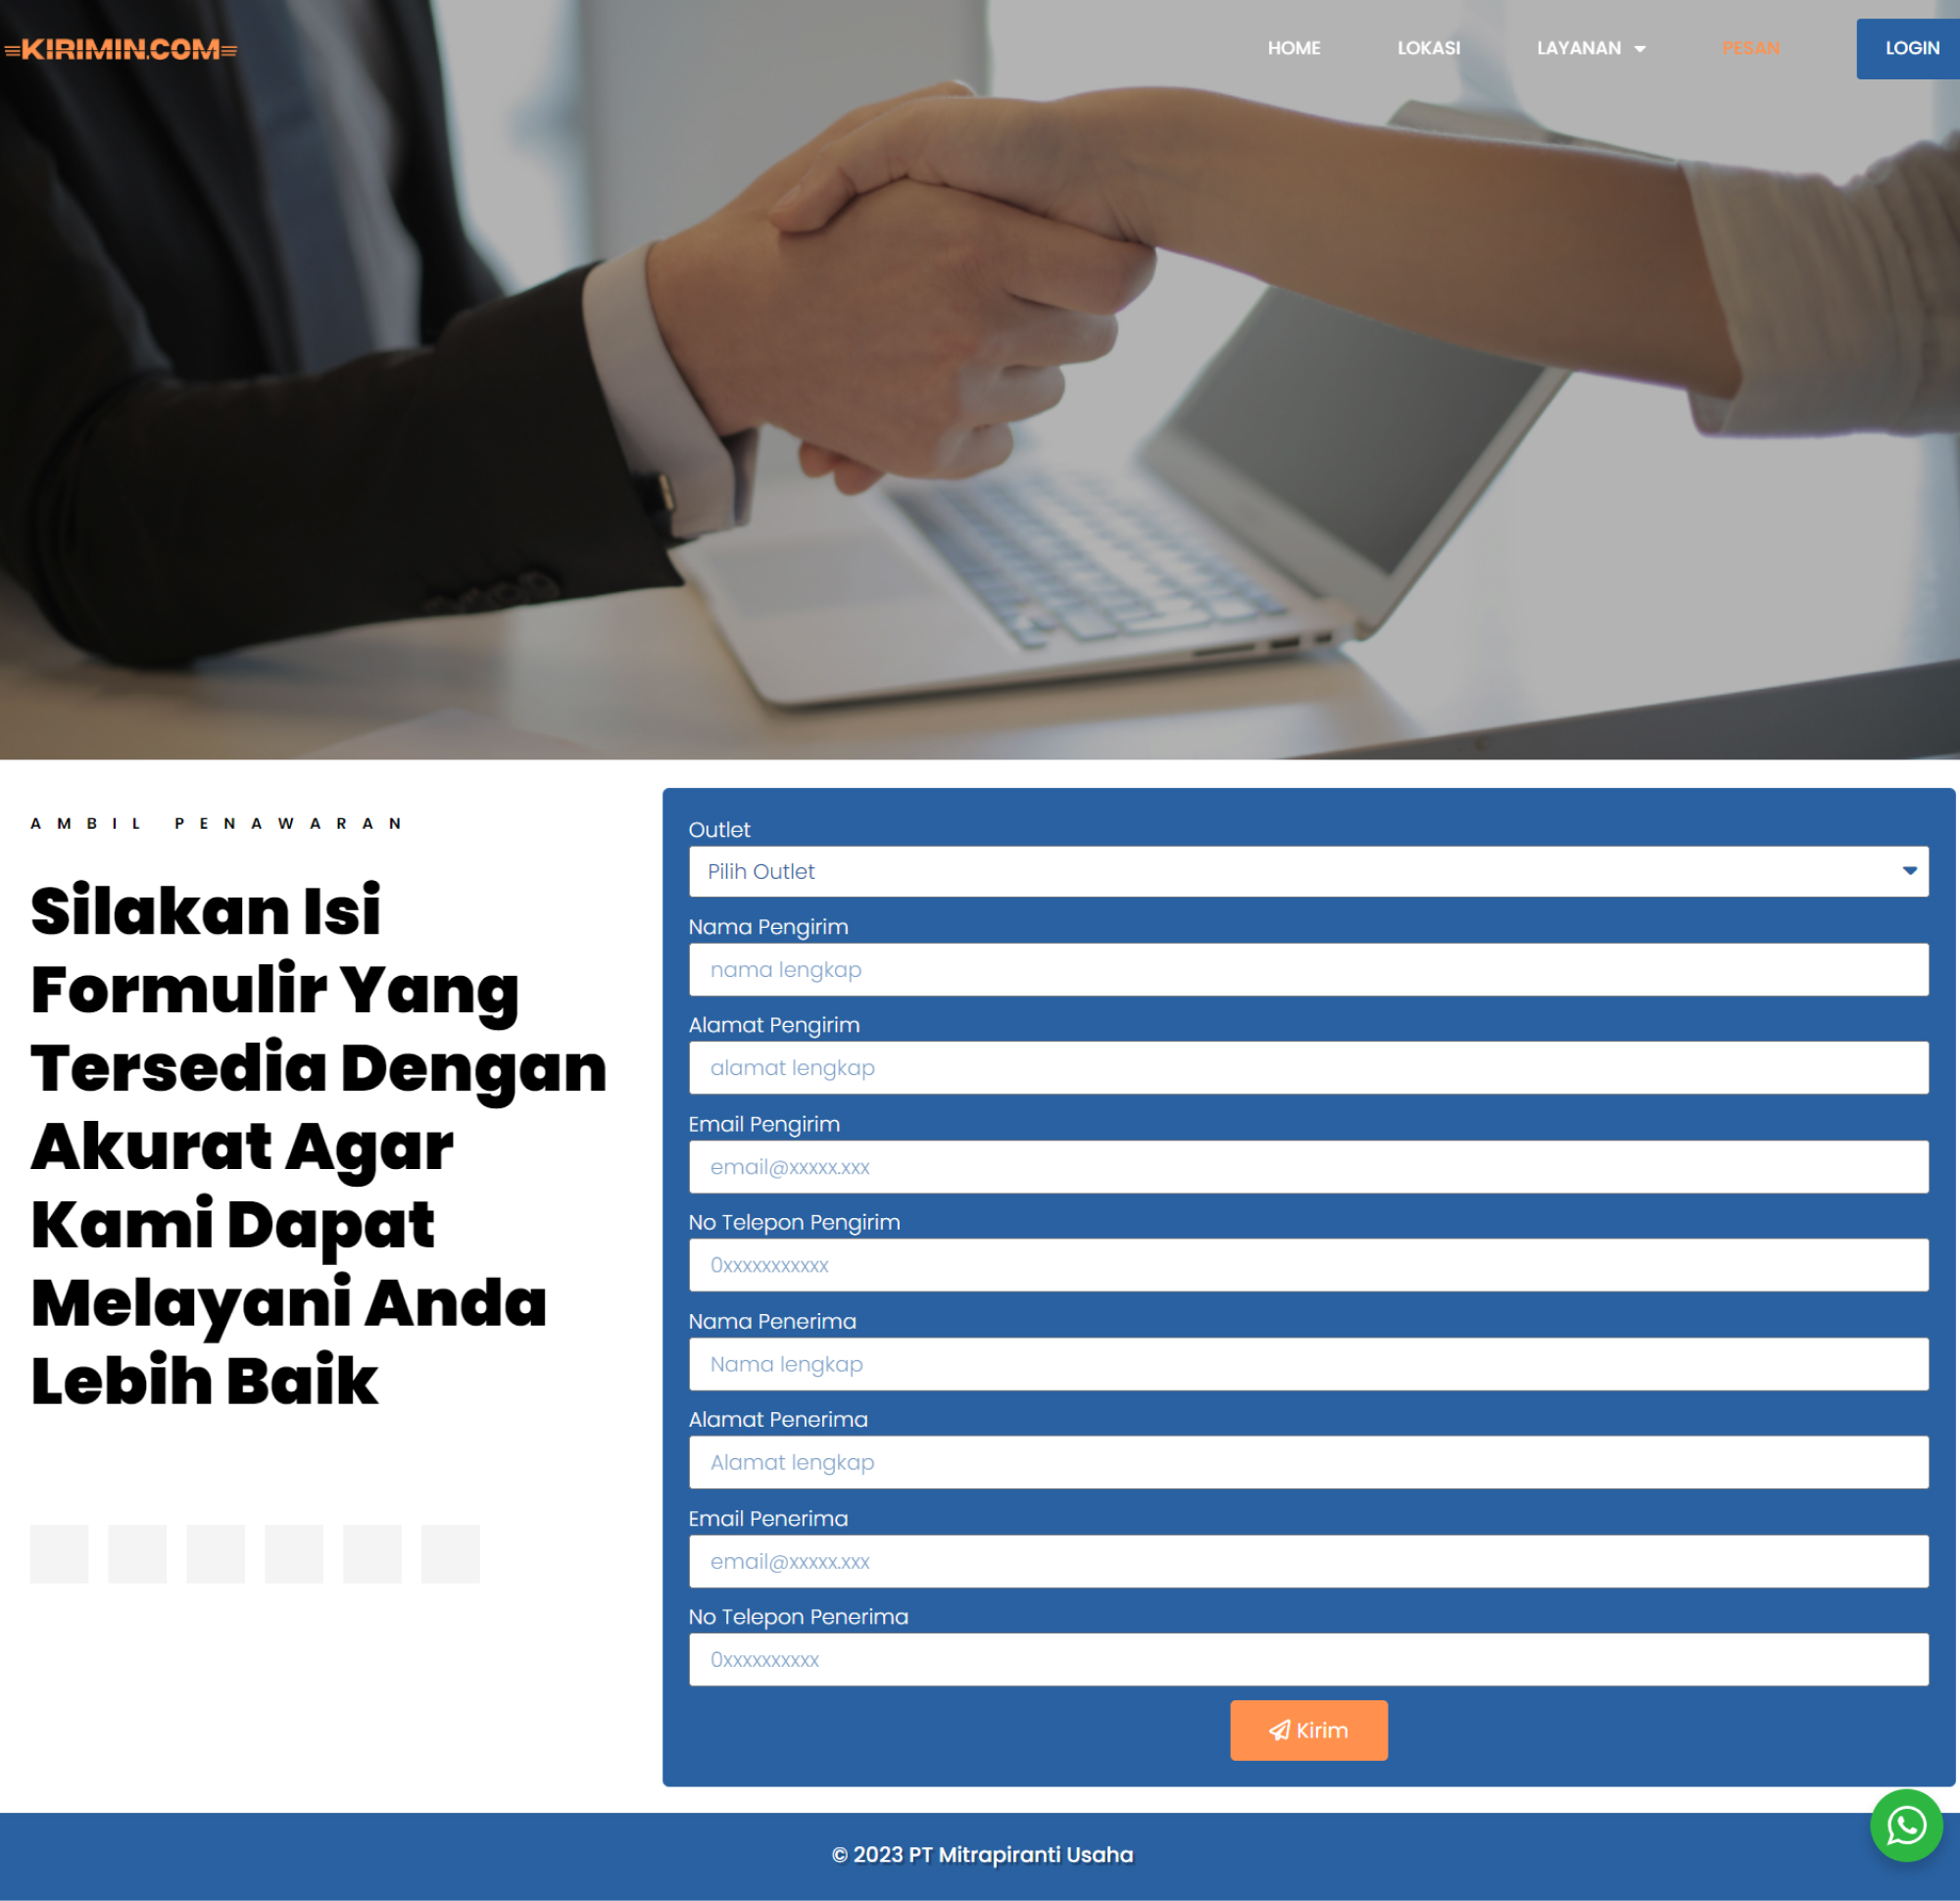 KIRIMIN.COM
HOME
LOKASI
LAYANAN
PESAN
LOGIN
AMBIL PENAWARAN
Silakan Isi
Formulir Yang
Tersedia Dengan
Akurat Agar
Kami Dapat
Melayani Anda
Lebih Baik
Outlet
Pilih Outlet
Nama Pengirim
nama lengkap
Alamat Pengirim
alamat lengkap
Email Pengirim
email@xxxxx.xxx
No Telepon Pengirim
0xxxxxxxxxxx
Nama Penerima
Nama lengkap
Alamat Penerima
Alamat lengkap
Email Penerima
email@xxxxx.xxx
No Telepon Penerima
0xxxxxxxxxx
Kirim
© 2023 PT Mitrapiranti Usaha